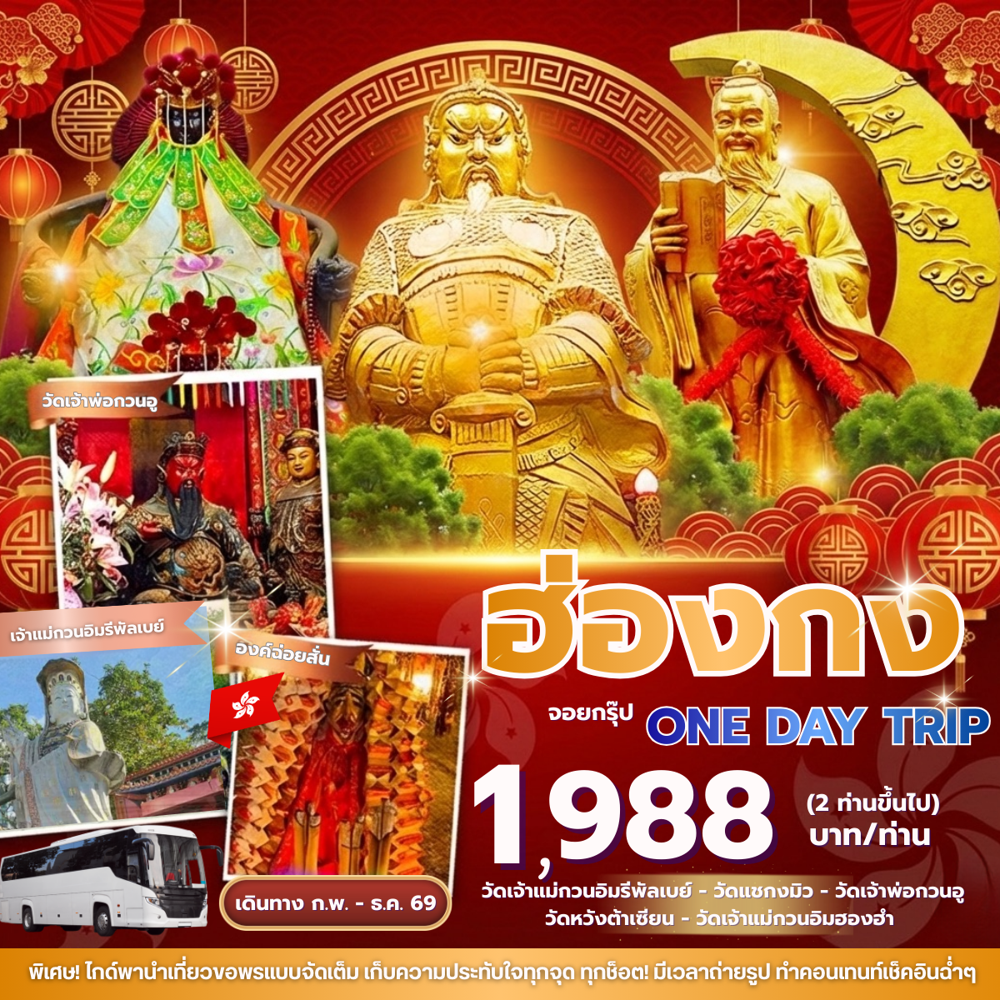 วัดเจ้าพ่อกวนอู
เจ้าแม่กวนอิมรีพัลเบย์
องค์ฉ่อยสั่น
ฮ่องกง
จอยกรุ๊ป ONE DAY TRIP
1,988 (2 ท่านขึ้นไป)
บาท/ท่าน
เดินทาง ก.พ. - ธ.ค. 69
วัดเจ้าแม่กวนอิมรีพัลเบย์ - วัดแชกงมิว - วัดเจ้าพ่อกวนอู
วัดหวังต้าเซียน - วัดเจ้าแม่กวนอิมฮองฮำ
พิเศษ! ไกด์พานำเที่ยวขอพรแบบจัดเต็ม เก็บความประทับใจทุกจุด ทุกช็อต! มีเวลาถ่ายรูป ทำคอนเทนท์เช็คอินฉ่ำๆ